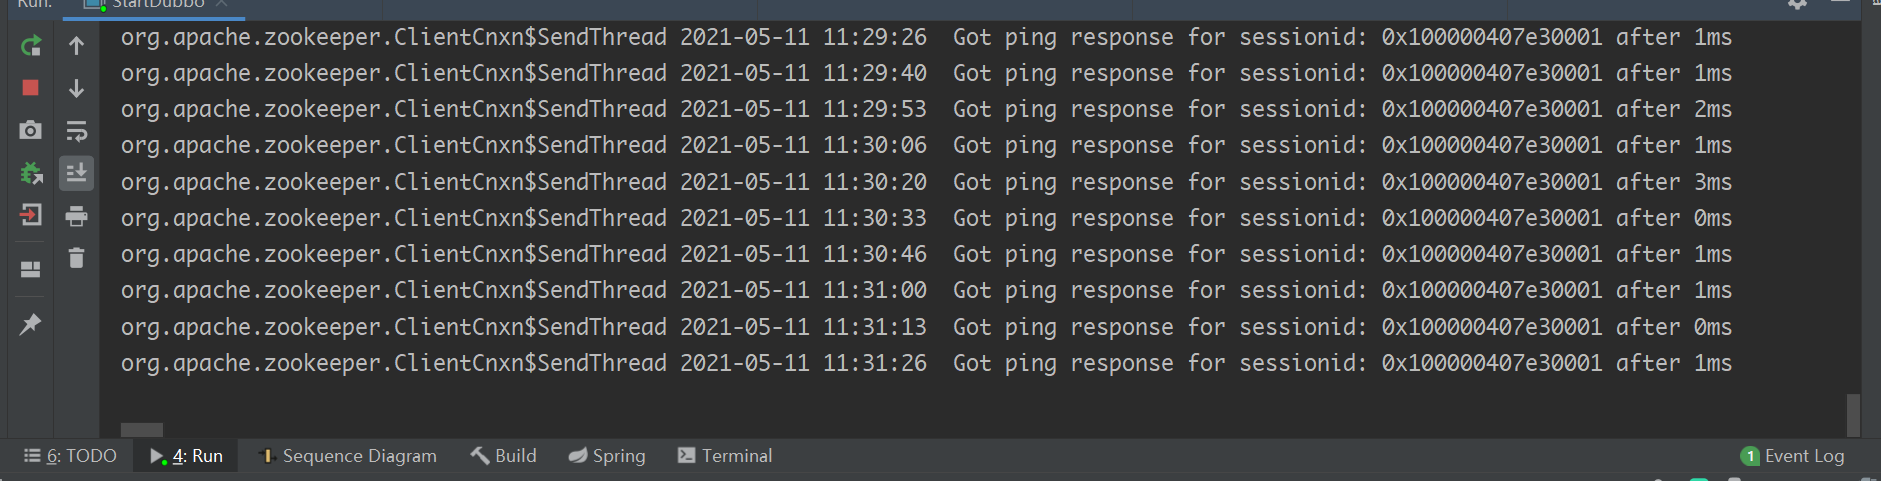 Run: StartDubbo
org.apache.zookeeper.ClientCnxn$SendThread 2021-05-11 11:29:26  Got ping response for sessionid: 0x100000407e30001 after 1ms
org.apache.zookeeper.ClientCnxn$SendThread 2021-05-11 11:29:40  Got ping response for sessionid: 0x100000407e30001 after 1ms
org.apache.zookeeper.ClientCnxn$SendThread 2021-05-11 11:29:53  Got ping response for sessionid: 0x100000407e30001 after 2ms
org.apache.zookeeper.ClientCnxn$SendThread 2021-05-11 11:30:06  Got ping response for sessionid: 0x100000407e30001 after 1ms
org.apache.zookeeper.ClientCnxn$SendThread 2021-05-11 11:30:20  Got ping response for sessionid: 0x100000407e30001 after 3ms
org.apache.zookeeper.ClientCnxn$SendThread 2021-05-11 11:30:33  Got ping response for sessionid: 0x100000407e30001 after 0ms
org.apache.zookeeper.ClientCnxn$SendThread 2021-05-11 11:30:46  Got ping response for sessionid: 0x100000407e30001 after 1ms
org.apache.zookeeper.ClientCnxn$SendThread 2021-05-11 11:31:00  Got ping response for sessionid: 0x100000407e30001 after 1ms
org.apache.zookeeper.ClientCnxn$SendThread 2021-05-11 11:31:13  Got ping response for sessionid: 0x100000407e30001 after 0ms
org.apache.zookeeper.ClientCnxn$SendThread 2021-05-11 11:31:26  Got ping response for sessionid: 0x100000407e30001 after 1ms
6: TODO 4: Run Sequence Diagram Build Spring Terminal 1 Event Log